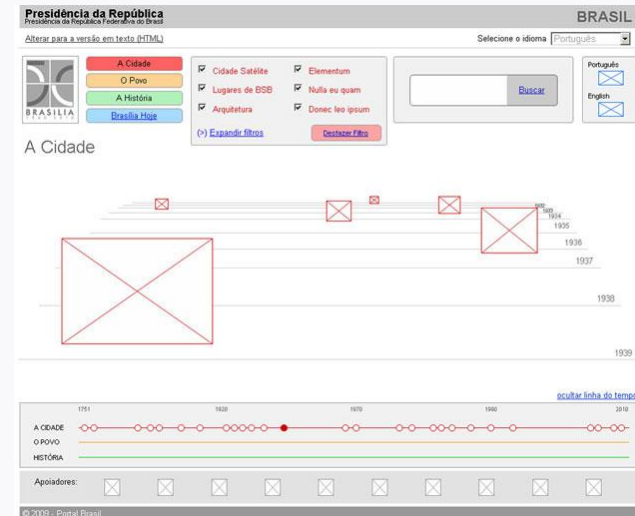 Presidência da República
Presidência da República Federativa do Brasil
BRASIL
Alterar para a versão em texto (HTML)
Selecione o idioma
Português
BRASILIA
A Cidade
O Povo
A História
Brasília Hoje
Cidade Satélite
Lugares de BSB
Arquitetura
Elementum
Nulla eu quam
Donec leo ipsum
(>) Expandir filtros
Desfazer Filtro
Buscar
Português
English
A Cidade
1934
1935
1936
1937
1938
1939
ocultar linha do tempo
1751
1970
2010
A CIDADE
O POVO
HISTÓRIA
Apoiadores:
© 2009 - Portal Brasil